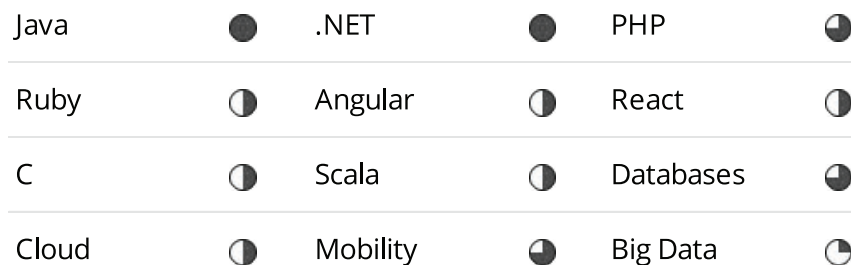 Java .NET PHP
Ruby Angular React
C Scala Databases
Cloud Mobility Big Data